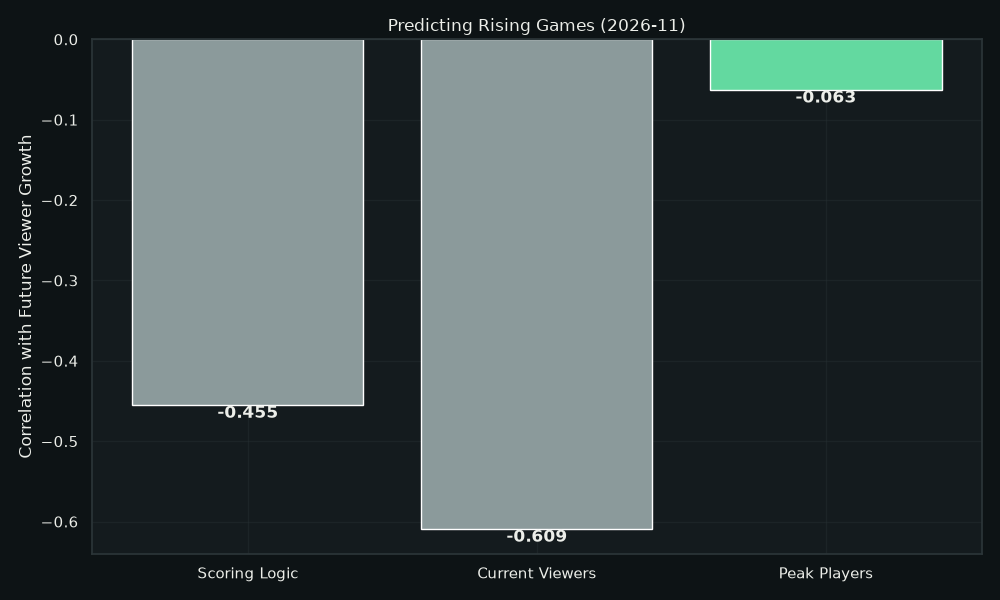 Predicting Rising Games (2026-11)
Correlation with Future Viewer Growth
0.0
−0.1
−0.2
−0.3
−0.4
−0.5
−0.6
-0.455
-0.609
-0.063
Scoring Logic
Current Viewers
Peak Players